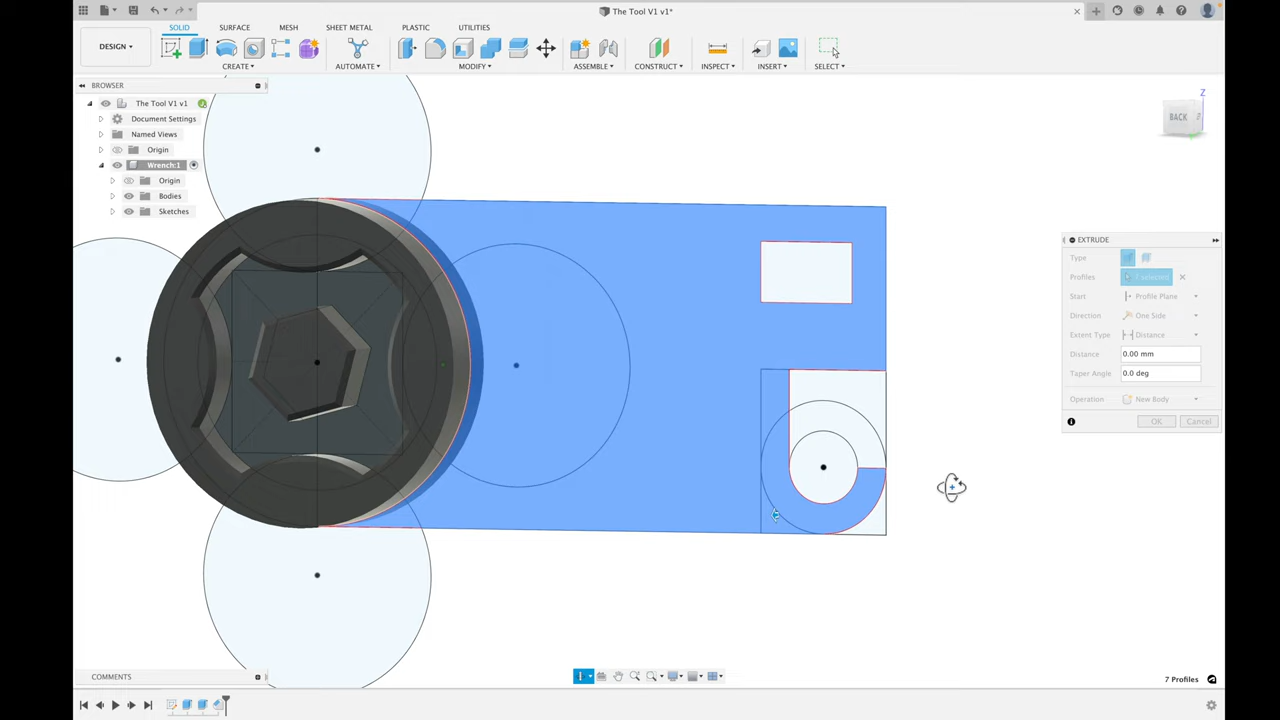 The Tool V1 v1*
DESIGN
SOLID
SURFACE
MESH
SHEET METAL
PLASTIC
UTILITIES
CREATE
AUTOMATE
MODIFY
ASSEMBLE
CONSTRUCT
INSPECT
INSERT
SELECT
BROWSER
The Tool V1 v1
Document Settings
Named Views
Origin
Wrench:1
Origin
Bodies
Sketches
Z
BACK
EXTRUDE
Type
Profiles
7 selected
Start
Profile Plane
Direction
One Side
Extent Type
Distance
Distance
0.00 mm
Taper Angle
0.0 deg
Operation
New Body
OK
Cancel
COMMENTS
7 Profiles